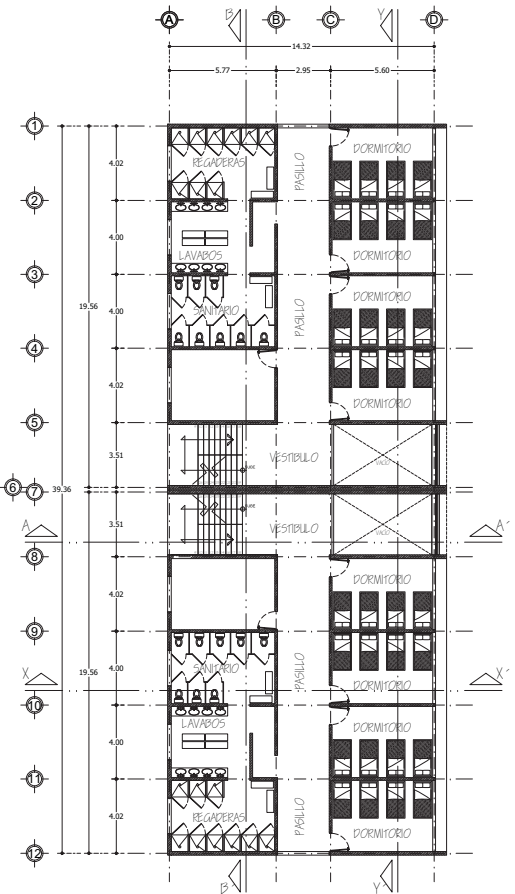 B Y
A B C D
14.32
5.77 2.95 5.60
1
DORMITORIO
REGADERAS
4.02
PASILLO
2
4.00
LAVABOS
DORMITORIO
3
DORMITORIO
SANITARIO
4.00
PASILLO
19.56
4
4.02
DORMITORIO
5
3.51
VESTIBULO
VACIO
SUBE
39.36
6 7
SUBE
3.51
A A'
VESTIBULO
VACIO
8
DORMITORIO
4.02
9
SANITARIO
4.00
PASILLO
19.56
X X'
DORMITORIO
10
LAVABOS
DORMITORIO
4.00
11
REGADERAS
4.02
PASILLO
DORMITORIO
12
B' Y'